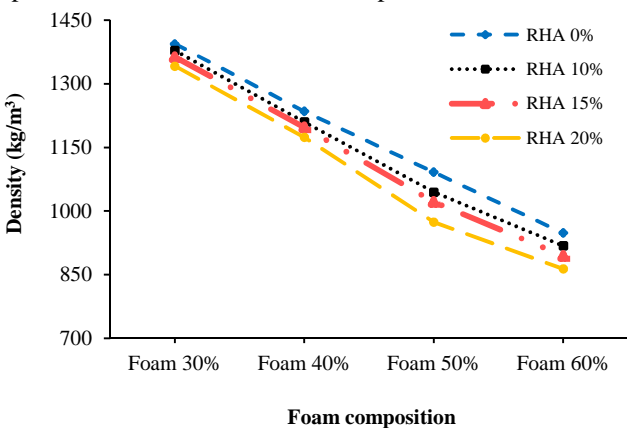 1450
1300
1150
1000
850
700
Density (kg/m³)
RHA 0%
RHA 10%
RHA 15%
RHA 20%
Foam 30% Foam 40% Foam 50% Foam 60%
Foam composition